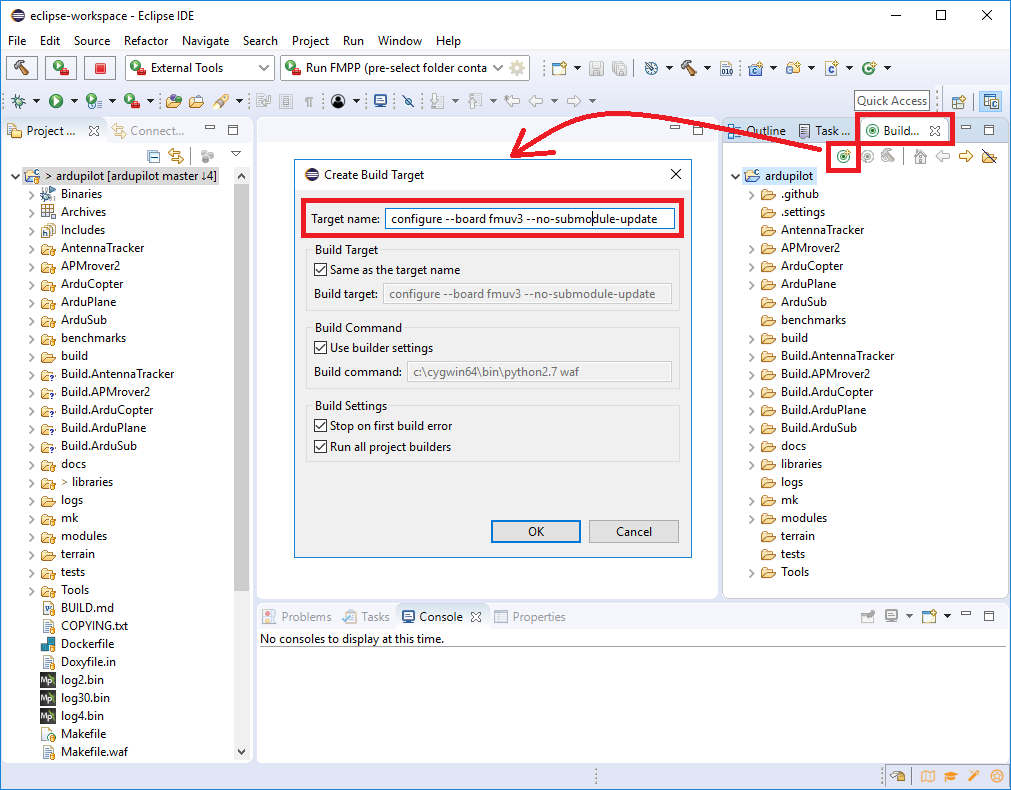 eclipse-workspace - Eclipse IDE
File Edit Source Refactor Navigate Search Project Run Window Help
External Tools
Run FMPP (pre-select folder conta
Quick Access
Project ...
Connect...
> ardupilot [ardupilot master ↓4]
Binaries
Archives
Includes
AntennaTracker
APMrover2
ArduCopter
ArduPlane
ArduSub
benchmarks
build
Build.AntennaTracker
Build.APMrover2
Build.ArduCopter
Build.ArduPlane
Build.ArduSub
docs
> libraries
logs
mk
modules
terrain
tests
Tools
BUILD.md
COPYING.txt
Dockerfile
Doxyfile.in
log2.bin
log30.bin
log4.bin
Makefile
Makefile.waf
Create Build Target
Target name: configure --board fmuv3 --no-submodule-update
Build Target
Same as the target name
Build target: configure --board fmuv3 --no-submodule-update
Build Command
Use builder settings
Build command: c:\cygwin64\bin\python2.7 waf
Build Settings
Stop on first build error
Run all project builders
OK Cancel
Outline Task ... Build...
ardupilot
.github
.settings
AntennaTracker
APMrover2
ArduCopter
ArduPlane
ArduSub
benchmarks
build
Build.AntennaTracker
Build.APMrover2
Build.ArduCopter
Build.ArduPlane
Build.ArduSub
docs
libraries
logs
mk
modules
terrain
tests
Tools
Problems Tasks Console Properties
No consoles to display at this time.